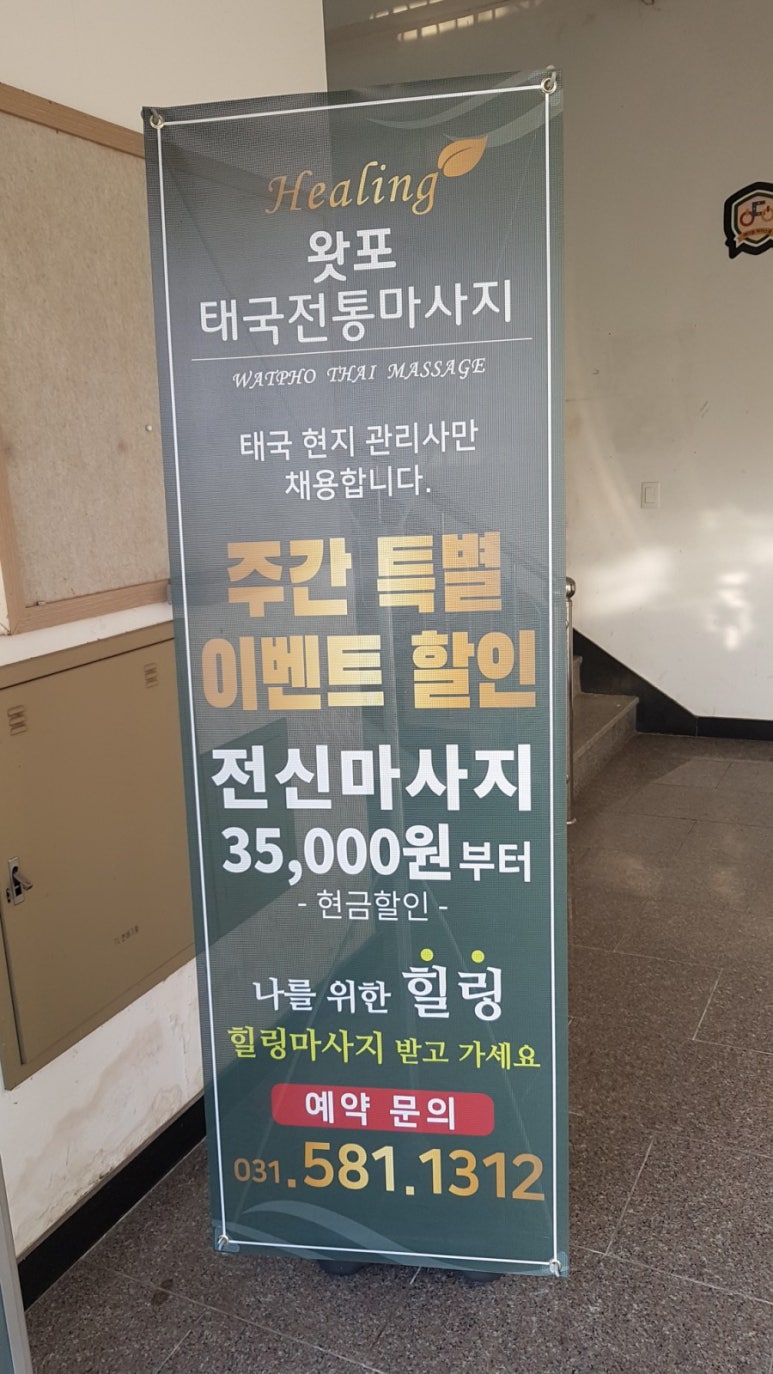 Healing
왓포
태국전통마사지
WATPHO THAI MASSAGE
태국 현지 관리사만
채용합니다.
주간 특별
이벤트 할인
전신마사지
35,000원부터
- 현금할인 -
나를 위한 힐링
힐링마사지 받고 가세요
예약 문의
031.581.1312